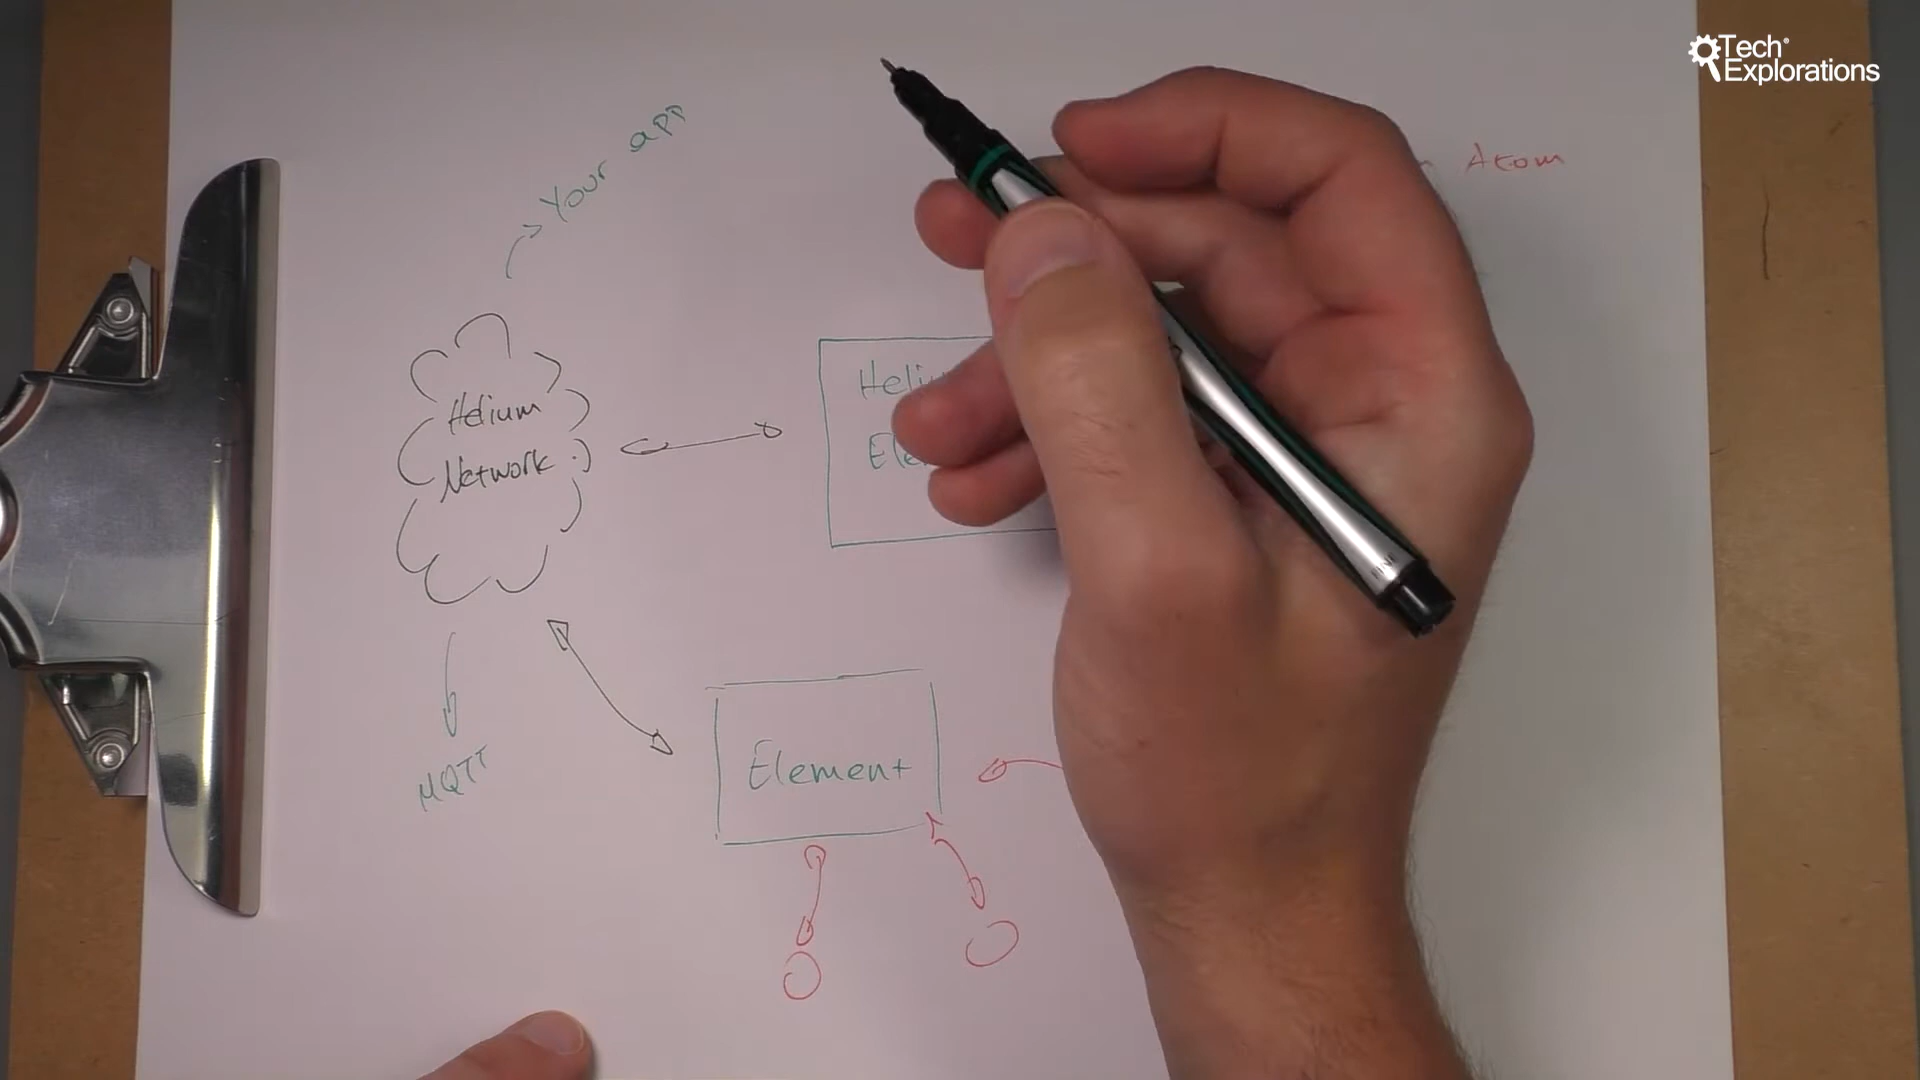 Tech
Explorations
Your app
Atom
Helium
Network
Element
MQTT